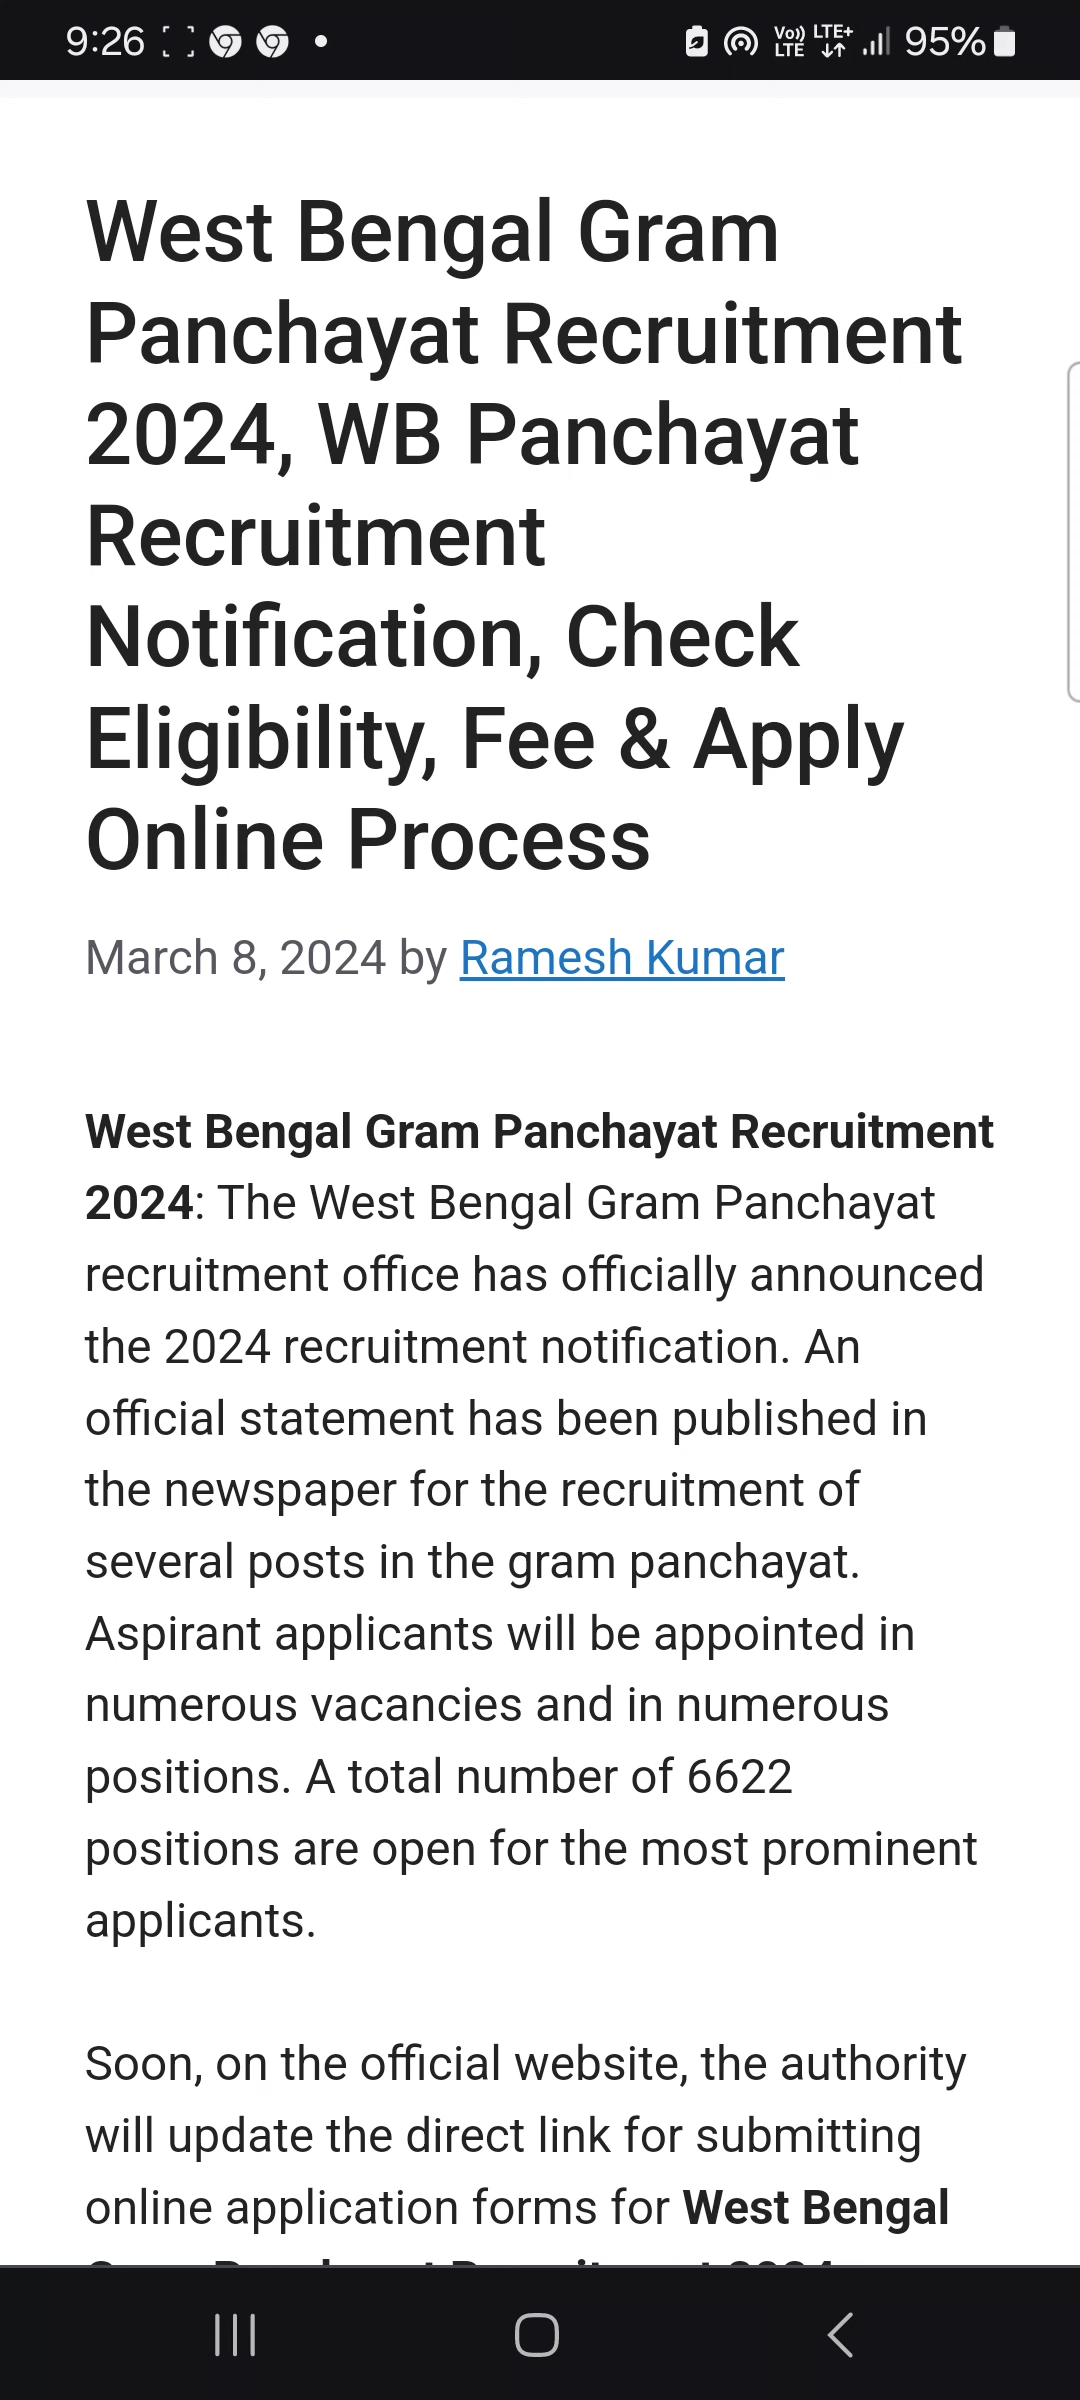 9:26
Vo)) LTE+
LTE
95%
West Bengal Gram
Panchayat Recruitment
2024, WB Panchayat
Recruitment
Notification, Check
Eligibility, Fee & Apply
Online Process
March 8, 2024 by Ramesh Kumar
West Bengal Gram Panchayat Recruitment
2024: The West Bengal Gram Panchayat
recruitment office has officially announced
the 2024 recruitment notification. An
official statement has been published in
the newspaper for the recruitment of
several posts in the gram panchayat.
Aspirant applicants will be appointed in
numerous vacancies and in numerous
positions. A total number of 6622
positions are open for the most prominent
applicants.
Soon, on the official website, the authority
will update the direct link for submitting
online application forms for West Bengal